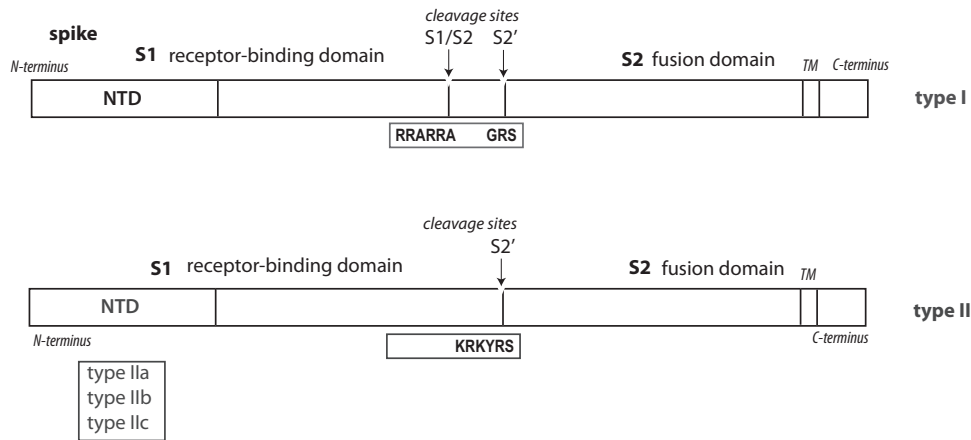 cleavage sites
spike
S1/S2 S2'
S1 receptor-binding domain
S2 fusion domain
N-terminus
TM
C-terminus
NTD
type I
RRARRA GRS
cleavage sites
S2'
S1 receptor-binding domain
S2 fusion domain
TM
NTD
type II
N-terminus
C-terminus
KRKYRS
type IIa
type IIb
type IIc